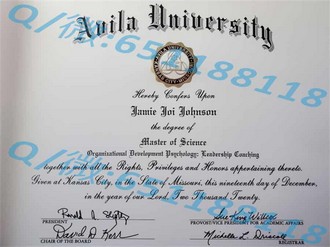 Avila University
Hereby Confers Upon
Jamie Joi Johnson
the degree of
Master of Science
Organizational Development Psychology: Leadership Coaching
together with all the Rights, Privileges and Honors appertaining thereto.
Given at Kansas City, in the State of Missouri, this nineteenth day of December,
in the year of our Lord, Two Thousand Twenty.
PRESIDENT
PROVOST/VICE PRESIDENT FOR ACADEMIC AFFAIRS
CHAIR OF THE BOARD
REGISTRAR